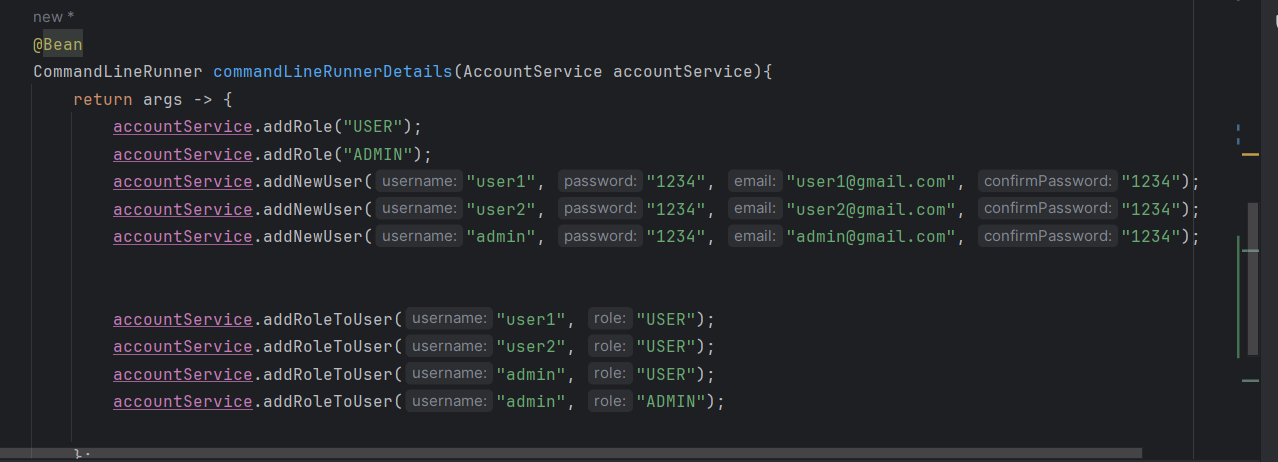 new *
@Bean
CommandLineRunner commandLineRunnerDetails(AccountService accountService){
return args -> {
accountService.addRole("USER");
accountService.addRole("ADMIN");
accountService.addNewUser( username: "user1", password: "1234", email: "user1@gmail.com", confirmPassword: "1234");
accountService.addNewUser( username: "user2", password: "1234", email: "user2@gmail.com", confirmPassword: "1234");
accountService.addNewUser( username: "admin", password: "1234", email: "admin@gmail.com", confirmPassword: "1234");
accountService.addRoleToUser( username: "user1", role: "USER");
accountService.addRoleToUser( username: "user2", role: "USER");
accountService.addRoleToUser( username: "admin", role: "USER");
accountService.addRoleToUser( username: "admin", role: "ADMIN");
};